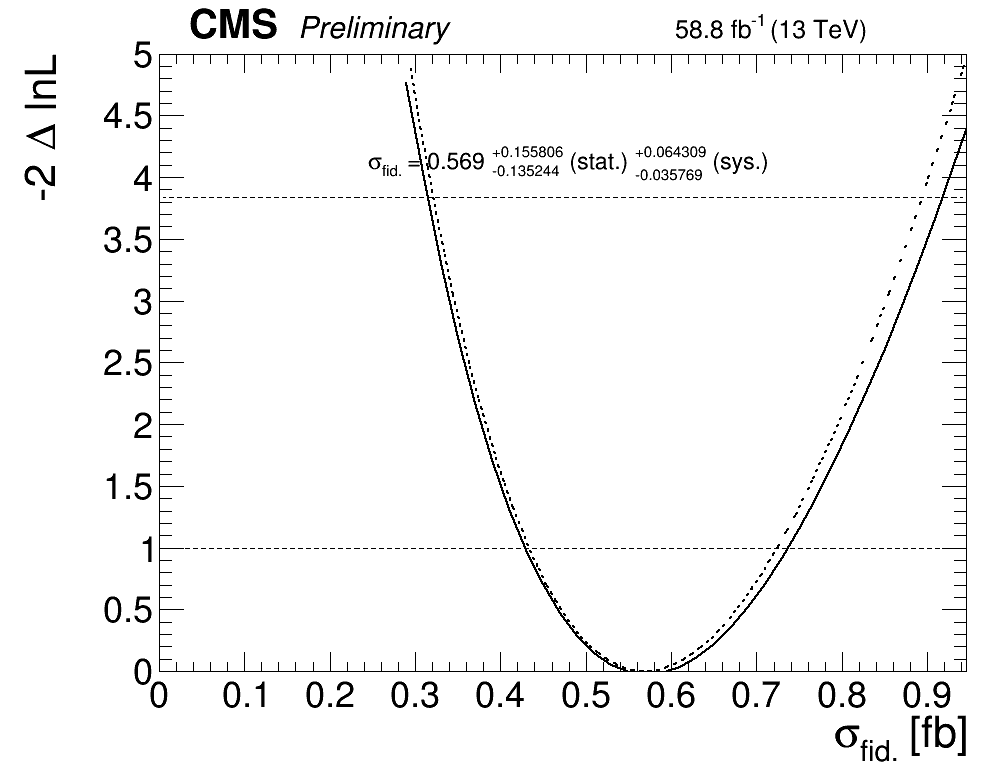 CMS Preliminary 58.8 fb⁻¹ (13 TeV)
-2 Δ lnL
5
4.5
σfid. = 0.569 +0.155806 -0.135244 (stat.) +0.064309 -0.035769 (sys.)
4
3.5
3
2.5
2
1.5
1
0.5
0
0 0.1 0.2 0.3 0.4 0.5 0.6 0.7 0.8 0.9
σfid. [fb]